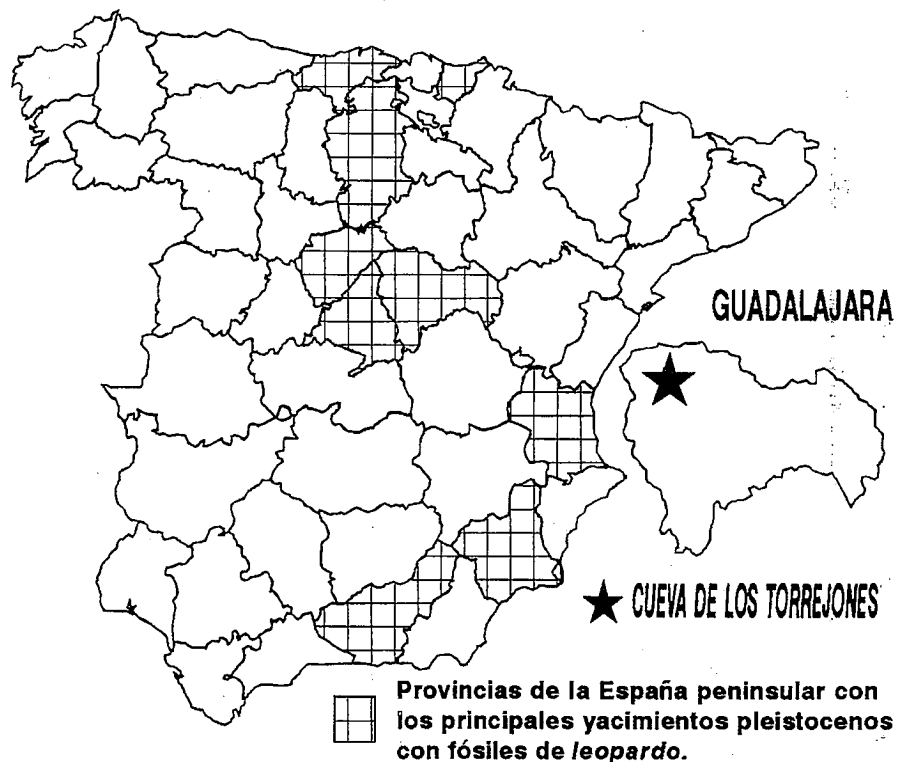 GUADALAJARA
CUEVA DE LOS TORREJONES
Provincias de la España peninsular con
los principales yacimientos pleistocenos
con fósiles de leopardo.